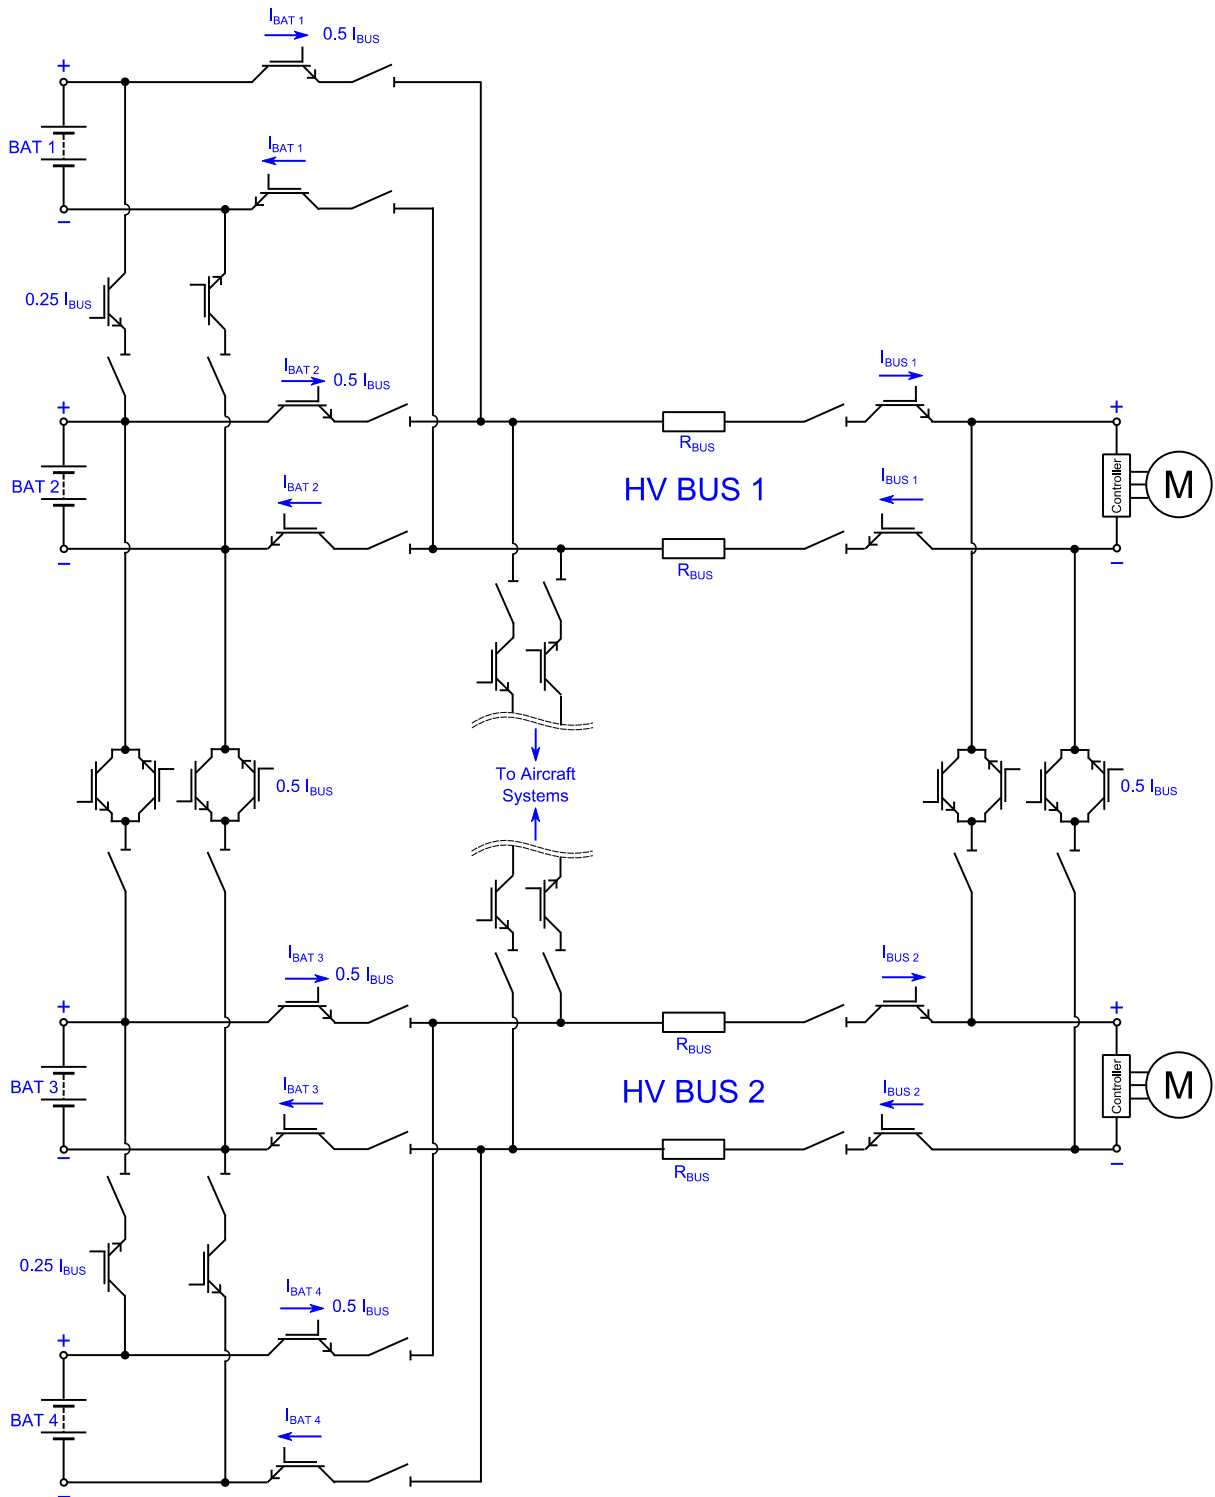 I BAT 1
0.5 I BUS
+
BAT 1
I BAT 1
−
0.25 I BUS
I BAT 2
0.5 I BUS
+
BAT 2
I BAT 2
−
I BUS 1
R BUS
HV BUS 1
I BUS 1
R BUS
+
Controller
M
−
0.5 I BUS
To Aircraft
Systems
0.5 I BUS
I BAT 3
0.5 I BUS
+
BAT 3
I BAT 3
−
I BUS 2
R BUS
HV BUS 2
I BUS 2
R BUS
+
Controller
M
−
0.25 I BUS
I BAT 4
0.5 I BUS
+
BAT 4
I BAT 4
−